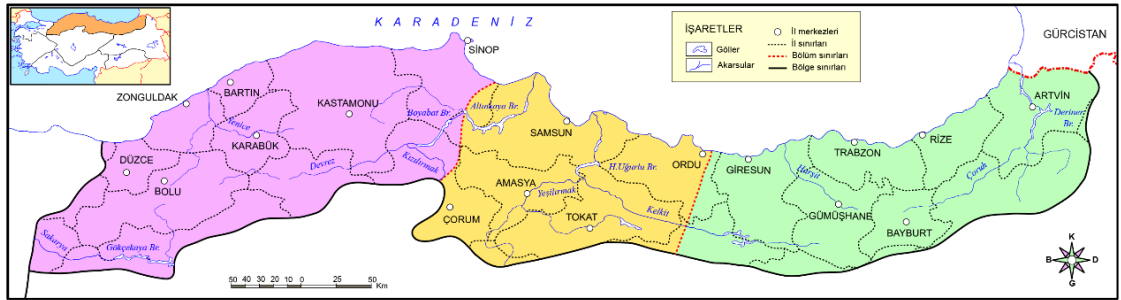 KARADENİZ
SİNOP
İŞARETLER
Göller
Akarsular
İl merkezleri
İl sınırları
Bölüm sınırları
Bölge sınırları
GÜRCİSTAN
ZONGULDAK
BARTIN
KASTAMONU
Boyabat Br.
Altınkaya Br.
SAMSUN
ARTVİN
Deriner
Br.
Yenice
KARABÜK
Devrez
Kızılırmak
DÜZCE
BOLU
AMASYA
Yeşilırmak
H.Uğurlu Br.
ORDU
GİRESUN
TRABZON
RİZE
Harşit
Çoruh
ÇORUM
TOKAT
Kelkit
GÜMÜŞHANE
BAYBURT
Sakarya
Gökçekaya Br.
50 40 30 20 10 0 25 50
Km
K
B D
G